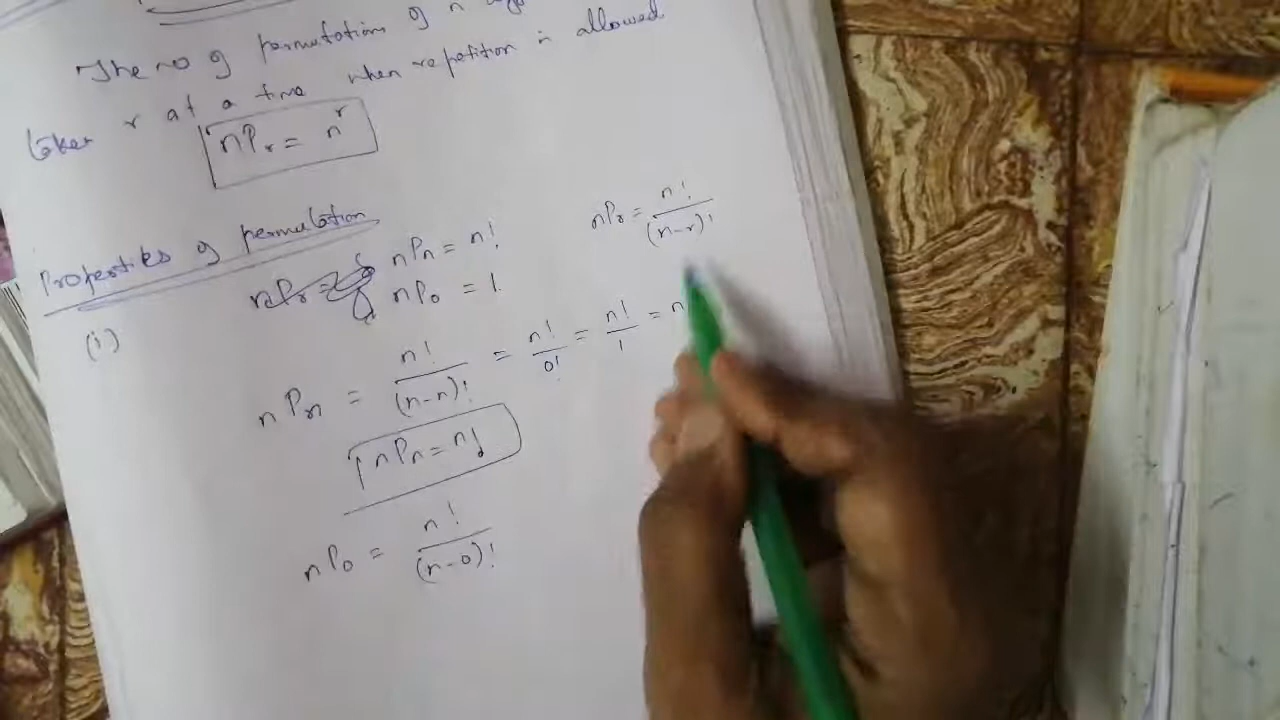 The no of permutations of n
taken r at a time when repetition is allowed
nPr = n^r
Properties of permutation
nPr = n!/(n-r)!
(i) nPn = n!
nP0 = 1.
nPn = n!/(n-n)! = n!/0! = n!/1 = n
nPn = n!
nP0 = n!/(n-0)!